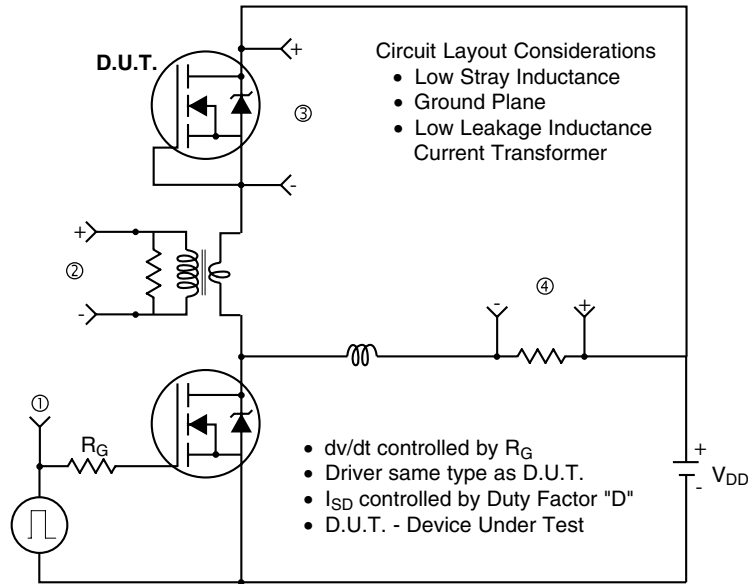 D.U.T.
+
Circuit Layout Considerations
• Low Stray Inductance
• Ground Plane
• Low Leakage Inductance
Current Transformer
③
-
+
②
-
④
-
+
①
R_G
• dv/dt controlled by R_G
• Driver same type as D.U.T.
• I_SD controlled by Duty Factor "D"
• D.U.T. - Device Under Test
+
V_DD
-